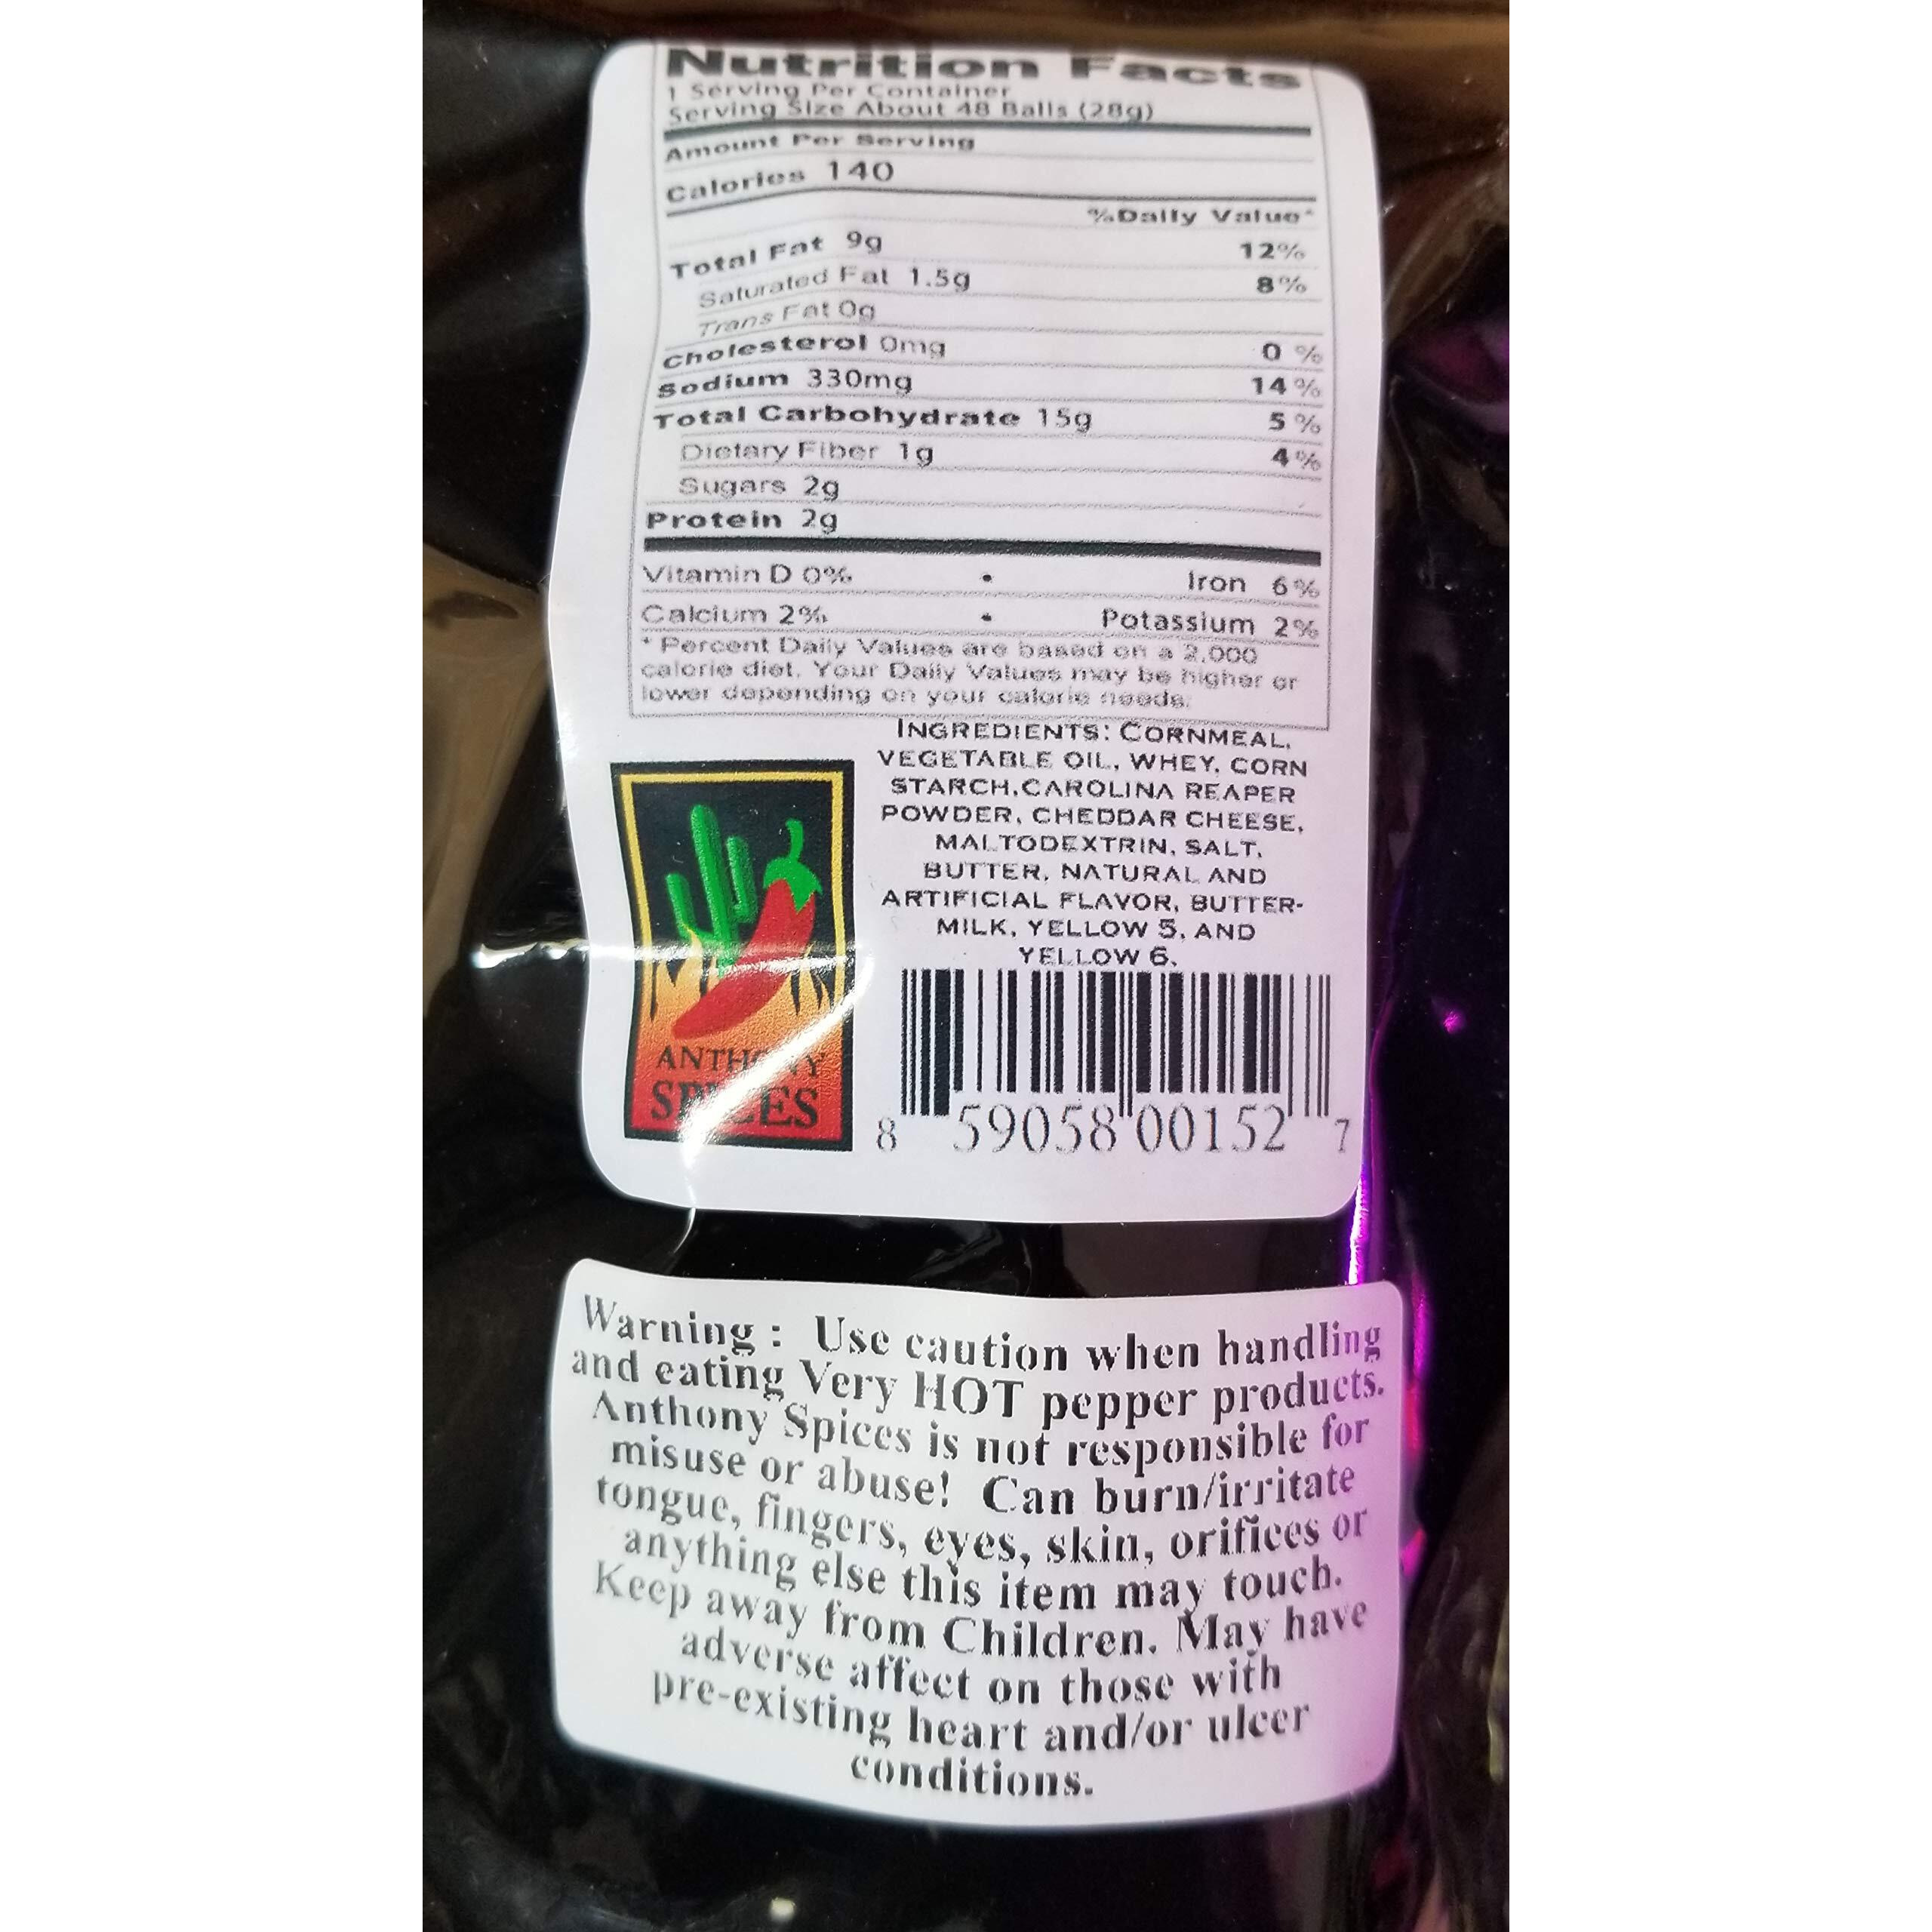 Nutrition Facts
1 Serving Per Container
Serving Size About 48 Balls (28g)
Amount Per Serving
Calories 140
%Daily Value*
Total Fat 9g 12%
Saturated Fat 1.5g 8%
Trans Fat 0g
Cholesterol 0mg 0 %
Sodium 330mg 14%
Total Carbohydrate 15g 5%
Dietary Fiber 1g 4%
Sugars 2g
Protein 2g
Vitamin D 0% • Iron 6%
Calcium 2% • Potassium 2%
* Percent Daily Values are based on a 2,000
calorie diet. Your Daily Values may be higher or
lower depending on your calorie needs.
INGREDIENTS: CORNMEAL,
VEGETABLE OIL, WHEY, CORN
STARCH,CAROLINA REAPER
POWDER, CHEDDAR CHEESE,
MALTODEXTRIN, SALT,
BUTTER, NATURAL AND
ARTIFICIAL FLAVOR, BUTTER-
MILK, YELLOW 5, AND
YELLOW 6.
ANTHONY
SPICES
8 59058 00152 7
Warning : Use caution when handling
and eating Very HOT pepper products.
Anthony Spices is not responsible for
misuse or abuse! Can burn/irritate
tongue, fingers, eyes, skin, orifices or
anything else this item may touch.
Keep away from Children. May have
adverse affect on those with
pre-existing heart and/or ulcer
conditions.